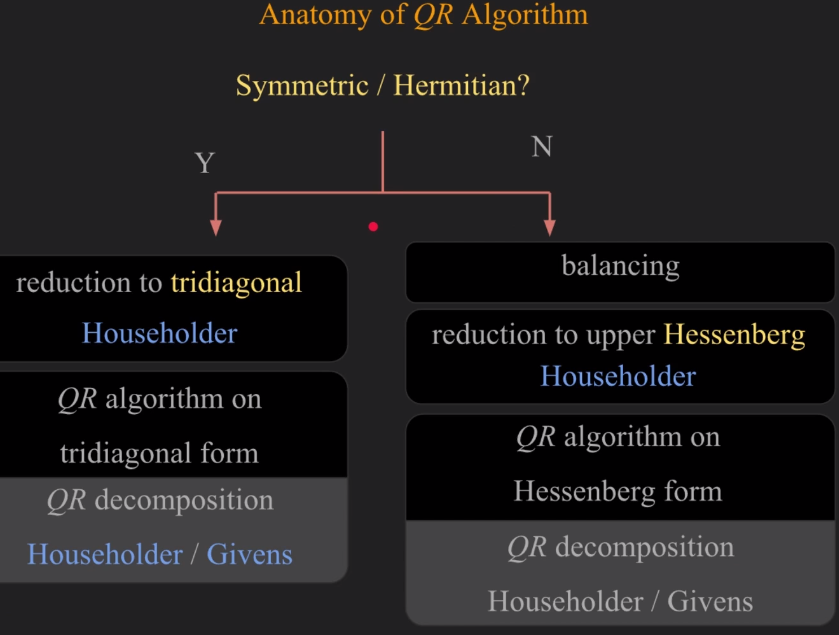 Anatomy of QR Algorithm
Symmetric / Hermitian?
Y
N
reduction to tridiagonal
Householder
QR algorithm on
tridiagonal form
QR decomposition
Householder / Givens
balancing
reduction to upper Hessenberg
Householder
QR algorithm on
Hessenberg form
QR decomposition
Householder / Givens